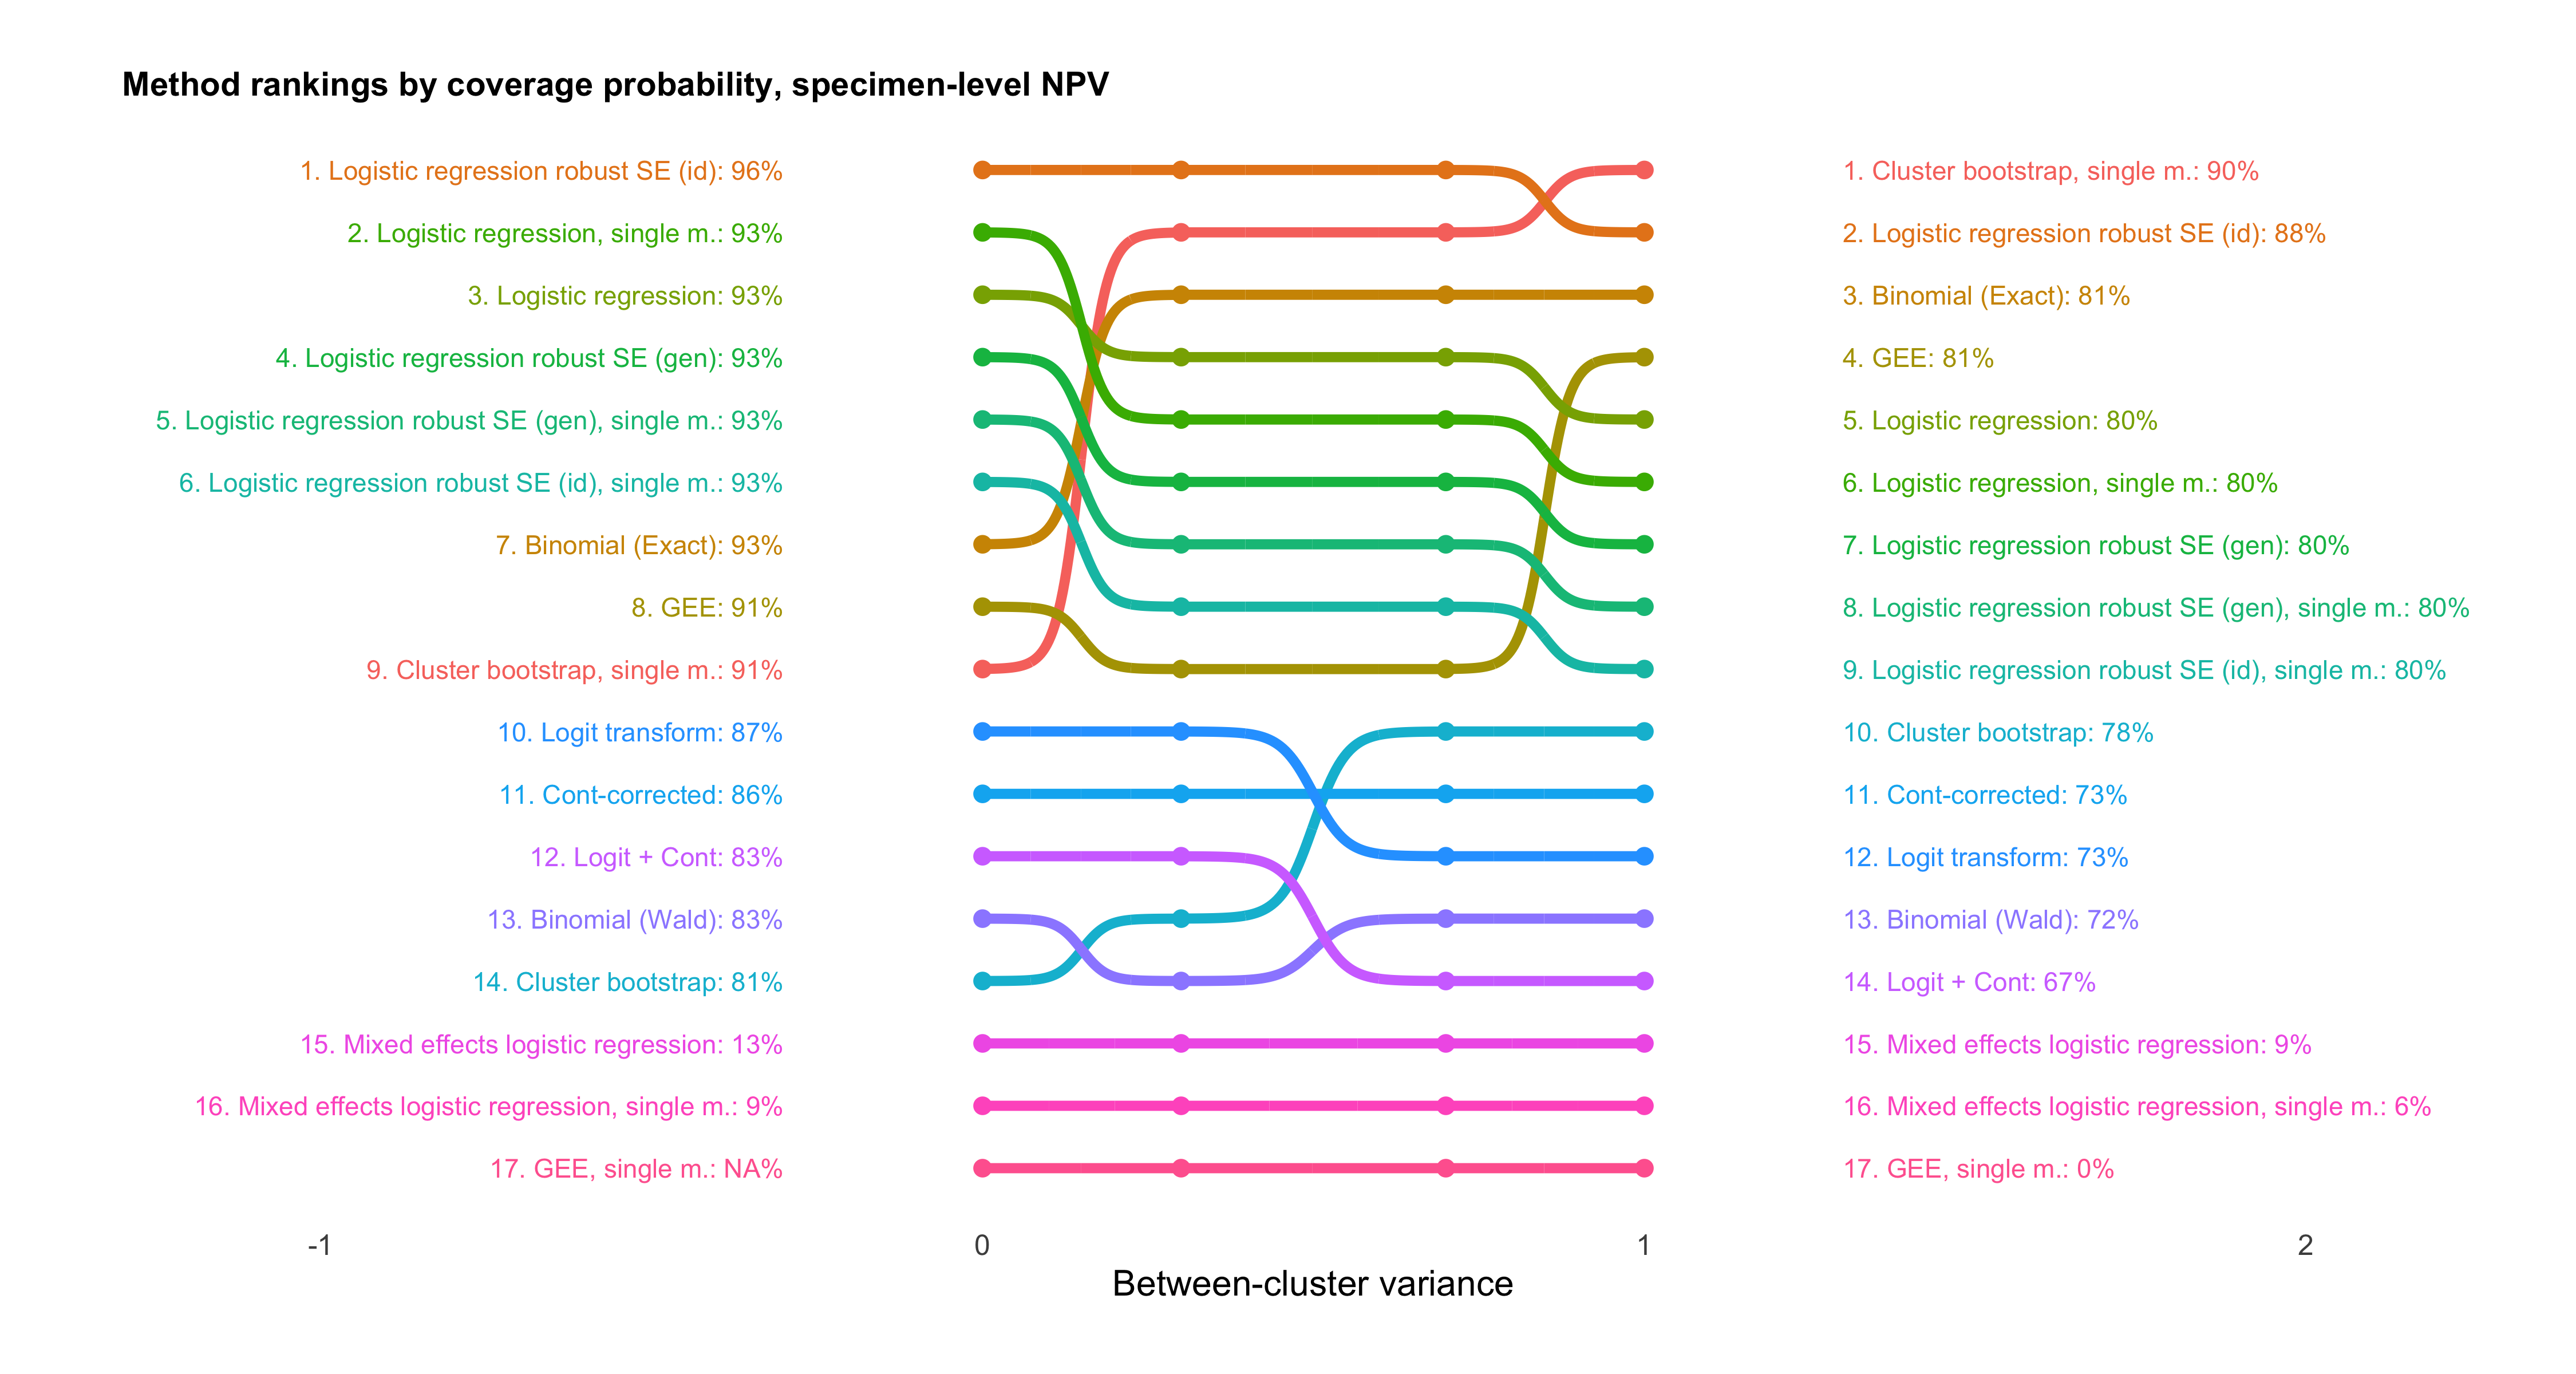 Method rankings by coverage probability, specimen-level NPV
1. Logistic regression robust SE (id): 96%
2. Logistic regression, single m.: 93%
3. Logistic regression: 93%
4. Logistic regression robust SE (gen): 93%
5. Logistic regression robust SE (gen), single m.: 93%
6. Logistic regression robust SE (id), single m.: 93%
7. Binomial (Exact): 93%
8. GEE: 91%
9. Cluster bootstrap, single m.: 91%
10. Logit transform: 87%
11. Cont-corrected: 86%
12. Logit + Cont: 83%
13. Binomial (Wald): 83%
14. Cluster bootstrap: 81%
15. Mixed effects logistic regression: 13%
16. Mixed effects logistic regression, single m.: 9%
17. GEE, single m.: NA%
1. Cluster bootstrap, single m.: 90%
2. Logistic regression robust SE (id): 88%
3. Binomial (Exact): 81%
4. GEE: 81%
5. Logistic regression: 80%
6. Logistic regression, single m.: 80%
7. Logistic regression robust SE (gen): 80%
8. Logistic regression robust SE (gen), single m.: 80%
9. Logistic regression robust SE (id), single m.: 80%
10. Cluster bootstrap: 78%
11. Cont-corrected: 73%
12. Logit transform: 73%
13. Binomial (Wald): 72%
14. Logit + Cont: 67%
15. Mixed effects logistic regression: 9%
16. Mixed effects logistic regression, single m.: 6%
17. GEE, single m.: 0%
-1 0 1 2
Between-cluster variance